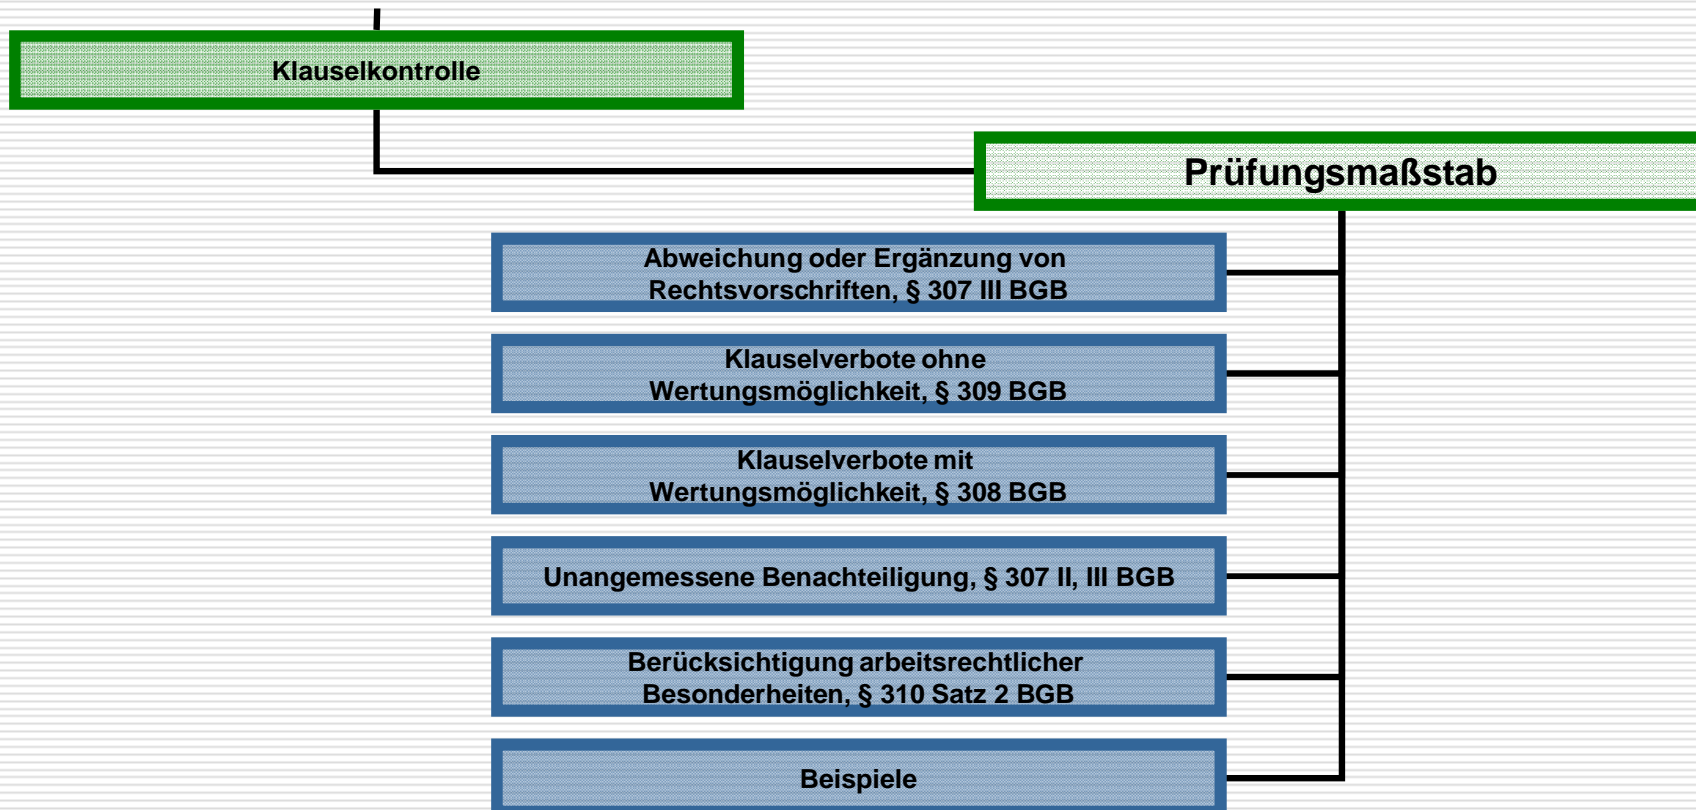 Klauselkontrolle
Prüfungsmaßstab
Abweichung oder Ergänzung von
Rechtsvorschriften, § 307 III BGB
Klauselverbote ohne
Wertungsmöglichkeit, § 309 BGB
Klauselverbote mit
Wertungsmöglichkeit, § 308 BGB
Unangemessene Benachteiligung, § 307 II, III BGB
Berücksichtigung arbeitsrechtlicher
Besonderheiten, § 310 Satz 2 BGB
Beispiele